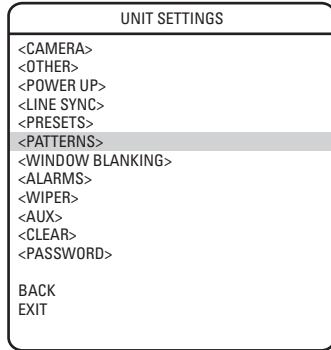 UNIT SETTINGS
<CAMERA>
<OTHER>
<POWER UP>
<LINE SYNC>
<PRESETS>
<PATTERNS>
<WINDOW BLANKING>
<ALARMS>
<WIPER>
<AUX>
<CLEAR>
<PASSWORD>
BACK
EXIT